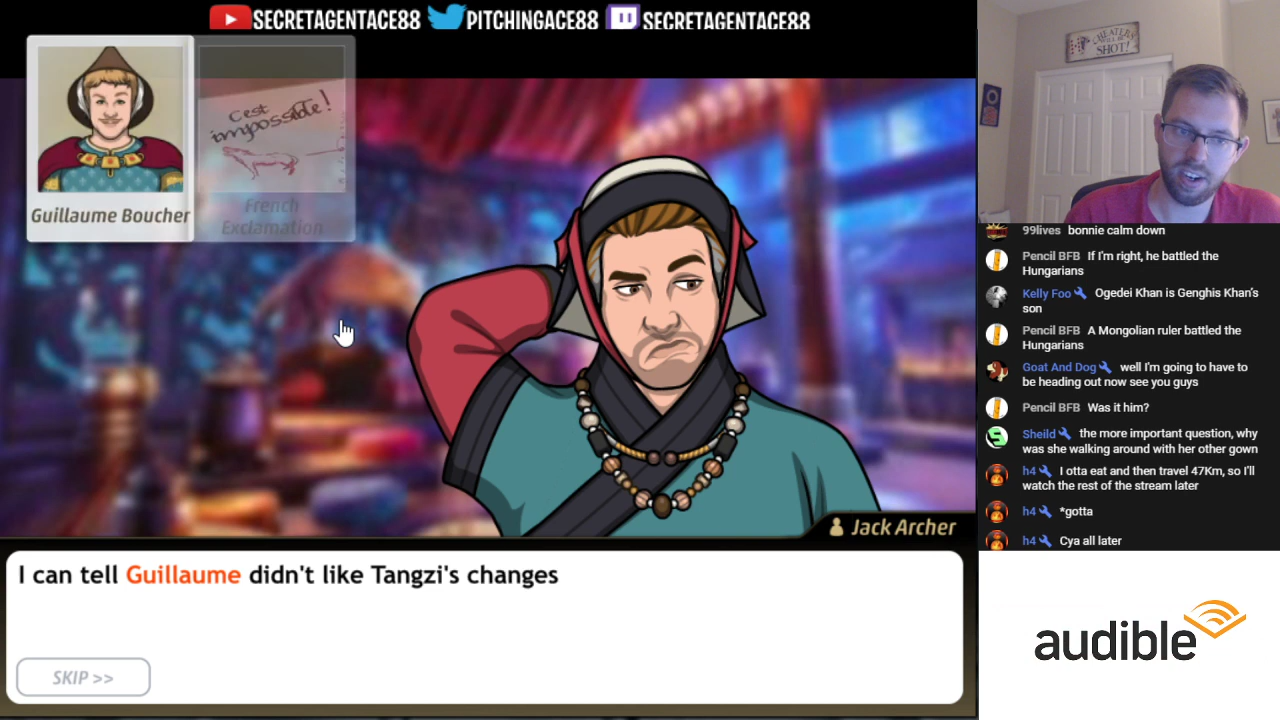 SECRETAGENTACE88 PITCHINGACE88 SECRETAGENTACE88
CHEATERS
WILL BE
SHOT!
C'est
impossible!
Guillaume Boucher
French
Exclamation
Jack Archer
I can tell Guillaume didn't like Tangzi's changes
SKIP >>
99lives bonnie calm down
Pencil BFB If I'm right, he battled the
Hungarians
Kelly Foo Ogedei Khan is Genghis Khan's
son
Pencil BFB A Mongolian ruler battled the
Hungarians
Goat And Dog well I'm going to have to
be heading out now see you guys
Pencil BFB Was it him?
Sheild the more important question, why
was she walking around with her other gown
h4 I otta eat and then travel 47Km, so I'll
watch the rest of the stream later
h4 *gotta
h4 Cya all later
audible